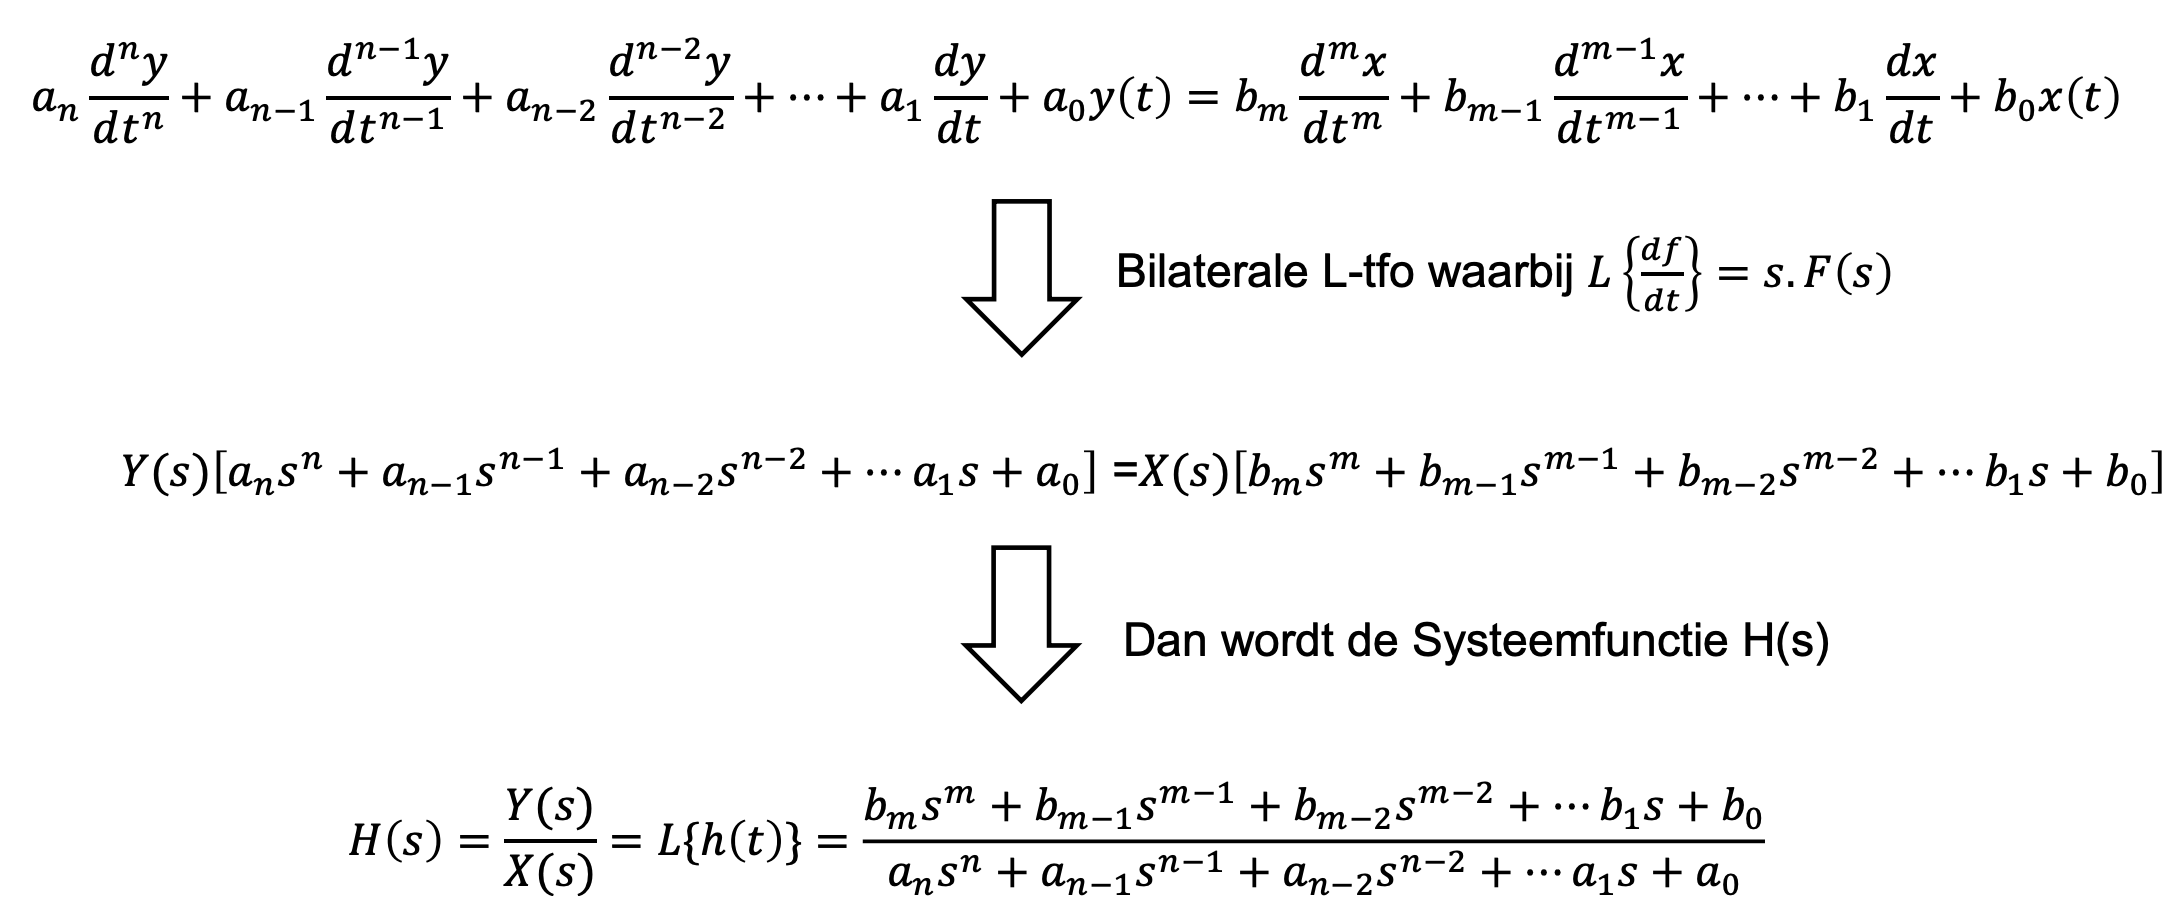 $a_n \frac{d^n y}{dt^n} + a_{n-1} \frac{d^{n-1} y}{dt^{n-1}} + a_{n-2} \frac{d^{n-2} y}{dt^{n-2}} + \cdots + a_1 \frac{dy}{dt} + a_0 y(t) = b_m \frac{d^m x}{dt^m} + b_{m-1} \frac{d^{m-1} x}{dt^{m-1}} + \cdots + b_1 \frac{dx}{dt} + b_0 x(t)$
Bilaterale L-tfo waarbij $L \left\{ \frac{df}{dt} \right\} = s.F(s)$
$Y(s)[a_n s^n + a_{n-1} s^{n-1} + a_{n-2} s^{n-2} + \cdots a_1 s + a_0] = X(s)[b_m s^m + b_{m-1} s^{m-1} + b_{m-2} s^{m-2} + \cdots b_1 s + b_0]$
Dan wordt de Systeemfunctie H(s)
$H(s) = \frac{Y(s)}{X(s)} = L\{h(t)\} = \frac{b_m s^m + b_{m-1} s^{m-1} + b_{m-2} s^{m-2} + \cdots b_1 s + b_0}{a_n s^n + a_{n-1} s^{n-1} + a_{n-2} s^{n-2} + \cdots a_1 s + a_0}$